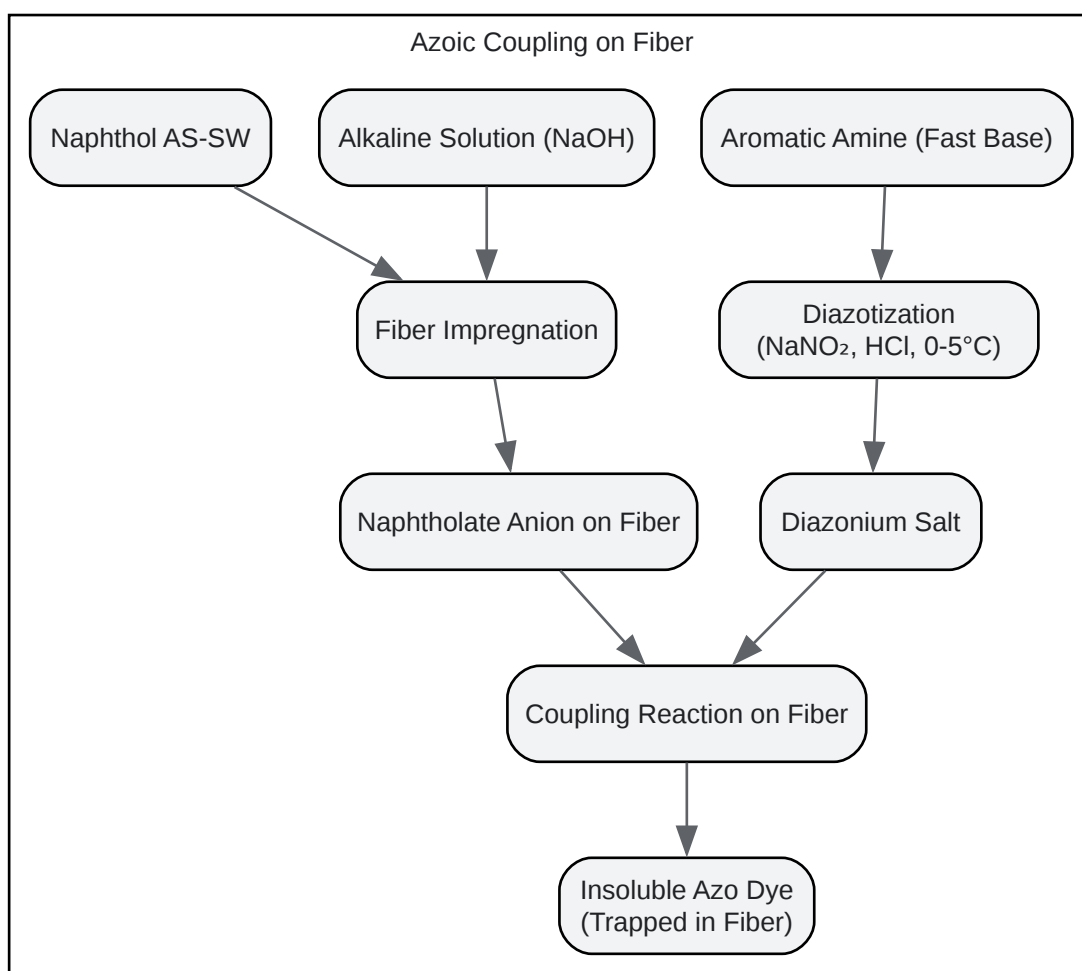 Azoic Coupling on Fiber
Naphthol AS-SW
Alkaline Solution (NaOH)
Aromatic Amine (Fast Base)
Fiber Impregnation
Diazotization
(NaNO₂, HCl, 0-5°C)
Naphtholate Anion on Fiber
Diazonium Salt
Coupling Reaction on Fiber
Insoluble Azo Dye
(Trapped in Fiber)